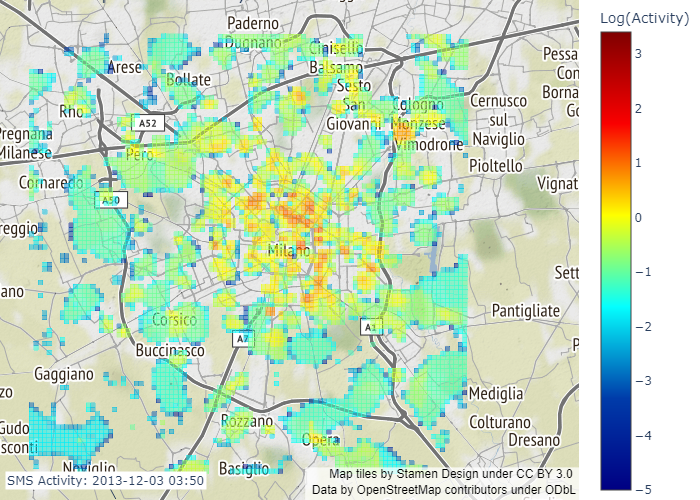 Log(Activity)
Paderno
Dugnano
Cinisello
Balsamo
Arese
Bollate
Sesto
San
Giovanni
Rho
A52
Cologno
Monzese
Vimodrone
Cernusco
sul
Naviglio
Pessa
Con
Borna
Go
Pregnana
Milanese
Pero
Pioltello
Cornaredo
A50
Vignat
reggio
Milano
Sett
ano
Corsico
A7
A1
Pantigliate
Buccinasco
P
Gaggiano
zo
Mediglia
Gudo
sconti
Rozzano
Opera
Colturano
Dresano
Noviglio
Basiglio
SMS Activity: 2013-12-03 03:50
Map tiles by Stamen Design under CC BY 3.0
Data by OpenStreetMap contributors under ODbL
3
2
1
0
−1
−2
−3
−4
−5